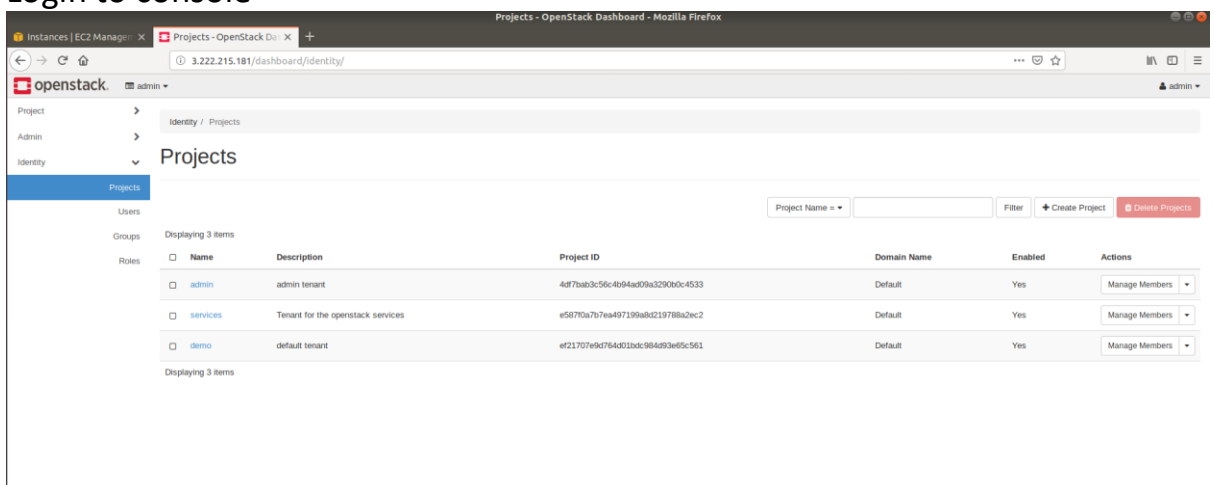 Login to console
Projects - OpenStack Dashboard - Mozilla Firefox
Instances | EC2 Managem
Projects - OpenStack Da
3.222.215.181/dashboard/identity/
openstack. admin admin
Project
Admin
Identity
Projects
Users
Groups
Roles
Identity / Projects
Projects
Project Name = Filter + Create Project Delete Projects
Displaying 3 items
Name Description Project ID Domain Name Enabled Actions
admin admin tenant 4df7bab3c56c4b94ad09a3290b0c4533 Default Yes Manage Members
services Tenant for the openstack services e587f0a7b7ea497199a8d219788a2ec2 Default Yes Manage Members
demo default tenant ef21707e9d764d01bdc984d93e65c561 Default Yes Manage Members
Displaying 3 items